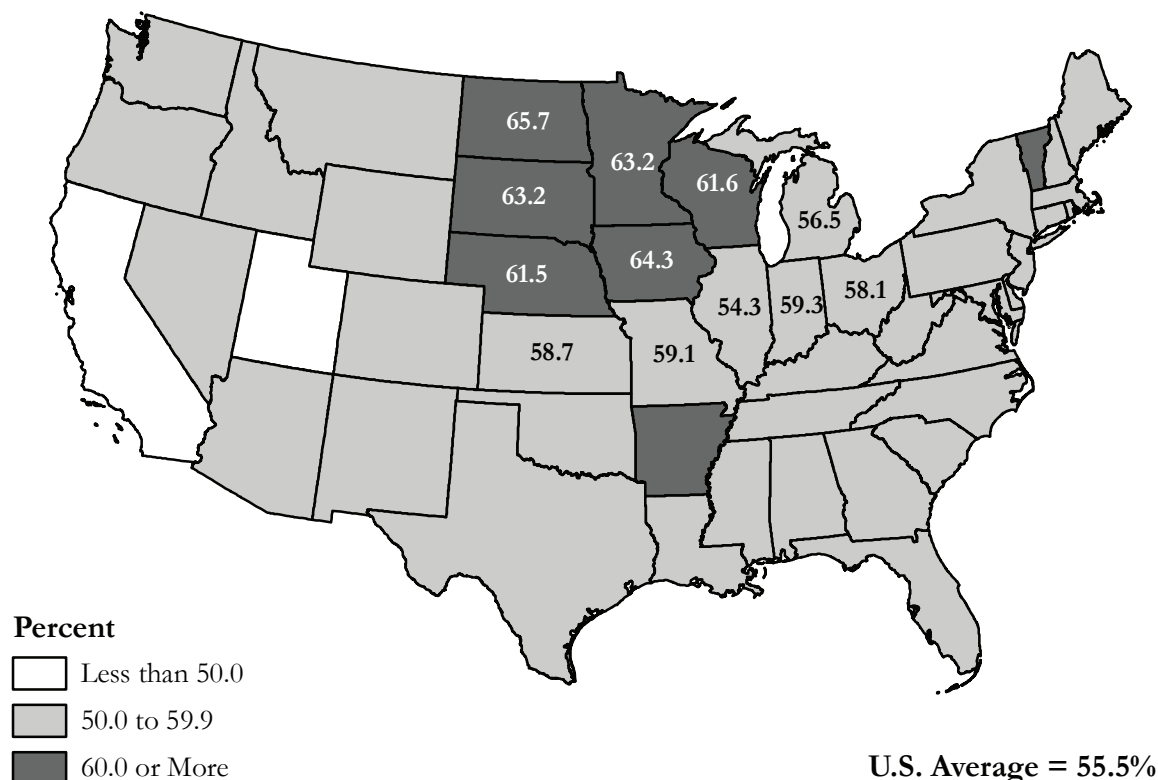 65.7
63.2
63.2
61.6
56.5
61.5
64.3
54.3
59.3
58.1
58.7
59.1
Percent
Less than 50.0
50.0 to 59.9
60.0 or More
U.S. Average = 55.5%